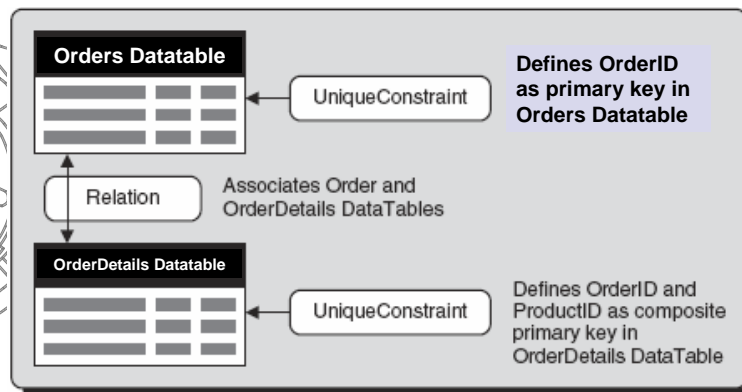 Orders Datatable
UniqueConstraint
Defines OrderID
as primary key in
Orders Datatable
Relation
Associates Order and
OrderDetails DataTables
OrderDetails Datatable
UniqueConstraint
Defines OrderID and
ProductID as composite
primary key in
OrderDetails DataTable